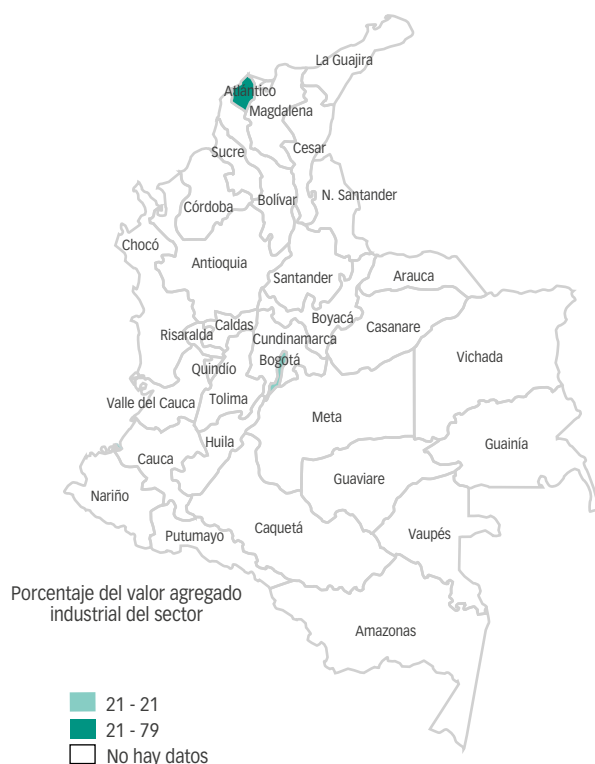 La Guajira
Atlántico
Magdalena
Cesar
Sucre
N. Santander
Bolívar
Córdoba
Chocó
Antioquia
Santander
Arauca
Boyacá
Casanare
Caldas
Risaralda
Cundinamarca
Bogotá
Vichada
Quindío
Tolima
Valle del Cauca
Meta
Huila
Guainía
Cauca
Guaviare
Nariño
Caquetá
Vaupés
Putumayo
Porcentaje del valor agregado
industrial del sector
Amazonas
21 - 21
21 - 79
No hay datos